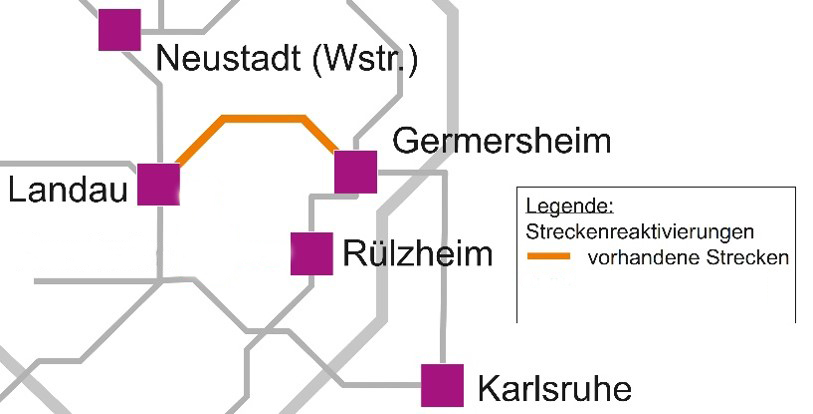 Neustadt (Wstr.)
Germersheim
Landau
Rülzheim
Karlsruhe
Legende:
Streckenreaktivierungen
vorhandene Strecken